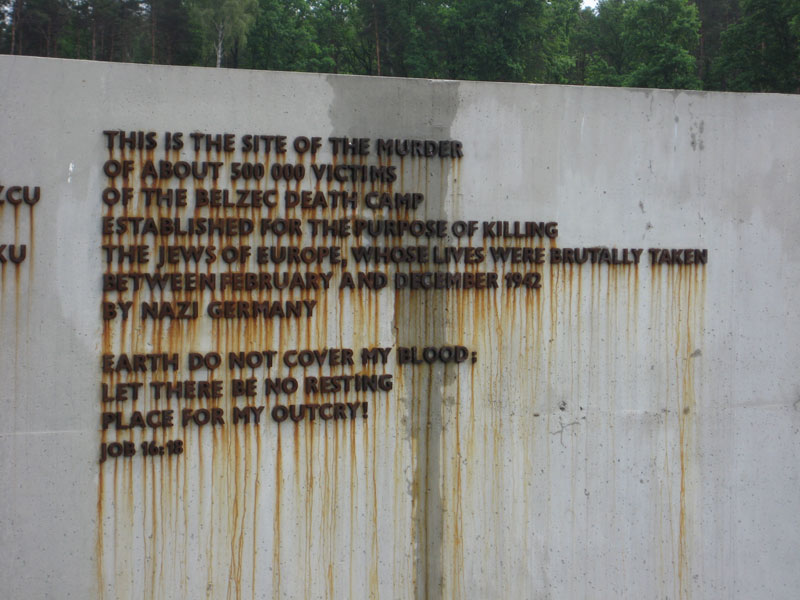 THIS IS THE SITE OF THE MURDER
OF ABOUT 500 000 VICTIMS
OF THE BELZEC DEATH CAMP
ESTABLISHED FOR THE PURPOSE OF KILLING
THE JEWS OF EUROPE, WHOSE LIVES WERE BRUTALLY TAKEN
BETWEEN FEBRUARY AND DECEMBER 1942
BY NAZI GERMANY
EARTH DO NOT COVER MY BLOOD;
LET THERE BE NO RESTING
PLACE FOR MY OUTCRY!
JOB 16:18